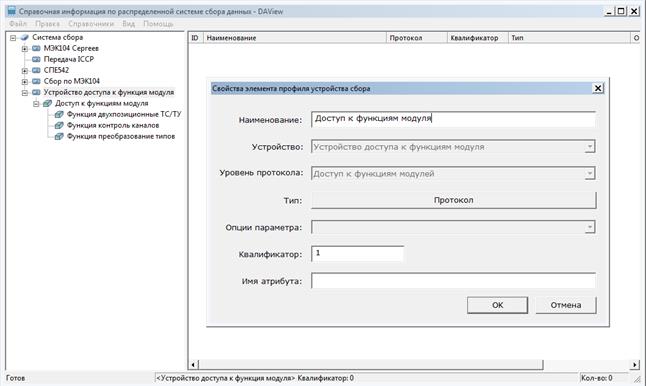 Справочная информация по распределенной системе сбора данных - DAView
Файл Правка Справочники Вид Помощь
Система сбора
МЭК104 Сергеев
Передача ICCP
СПЕ542
Сбор по МЭК104
Устройство доступа к функция модуля
Доступ к функциям модуля
Функция двухпозиционные ТС/ТУ
Функция контроль каналов
Функция преобразование типов
ID Наименование Протокол Квалификатор Тип О
Свойства элемента профиля устройства сбора
Наименование: Доступ к функциям модуля
Устройство: Устройство доступа к функциям модуля
Уровень протокола: Доступ к функциям модулей
Тип: Протокол
Опции параметра:
Квалификатор: 1
Имя атрибута:
ОК Отмена
Готов <Устройство доступа к функция модуля> Квалификатор: 0 Кол-во: 0